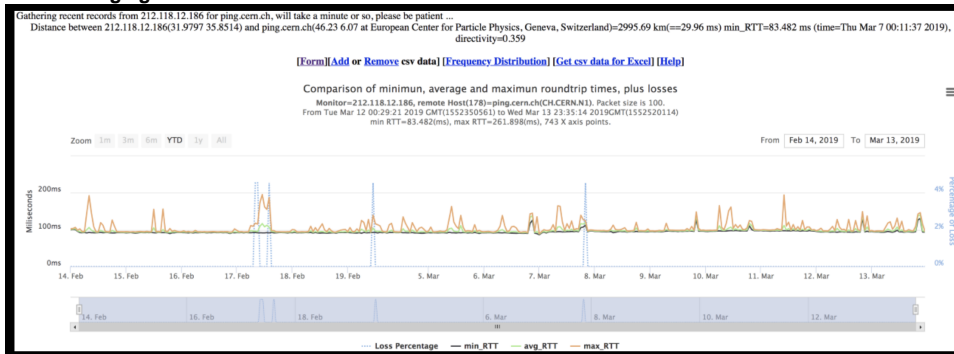 Gathering recent records from 212.118.12.186 for ping.cern.ch, will take a minute or so, please be patient ...
Distance between 212.118.12.186(31.9797 35.8514) and ping.cern.ch(46.23 6.07 at European Center for Particle Physics, Geneva, Switzerland)=2995.69 km(==29.96 ms) min_RTT=83.482 ms (time=Thu Mar 7 00:11:37 2019),
directivity=0.359
[Form][Add or Remove csv data] [Frequency Distribution] [Get csv data for Excel] [Help]
Comparison of minimun, average and maximun roundtrip times, plus losses
Monitor=212.118.12.186, remote Host(178)=ping.cern.ch(CH.CERN.N1). Packet size is 100.
From Tue Mar 12 00:29:21 2019 GMT(1552350561) to Wed Mar 13 23:35:14 2019GMT(1552520114)
min RTT=83.482(ms), max RTT=261.898(ms), 743 X axis points.
Zoom 1m 3m 6m YTD 1y All
From Feb 14, 2019 To Mar 13, 2019
Miliseconds
200ms
100ms
0ms
Percentage of Loss
4%
2%
0%
14. Feb 15. Feb 16. Feb 17. Feb 18. Feb 19. Feb 5. Mar 6. Mar 7. Mar 8. Mar 9. Mar 10. Mar 11. Mar 12. Mar 13. Mar
14. Feb 16. Feb 18. Feb 6. Mar 8. Mar 10. Mar 12. Mar
Loss Percentage min_RTT avg_RTT max_RTT